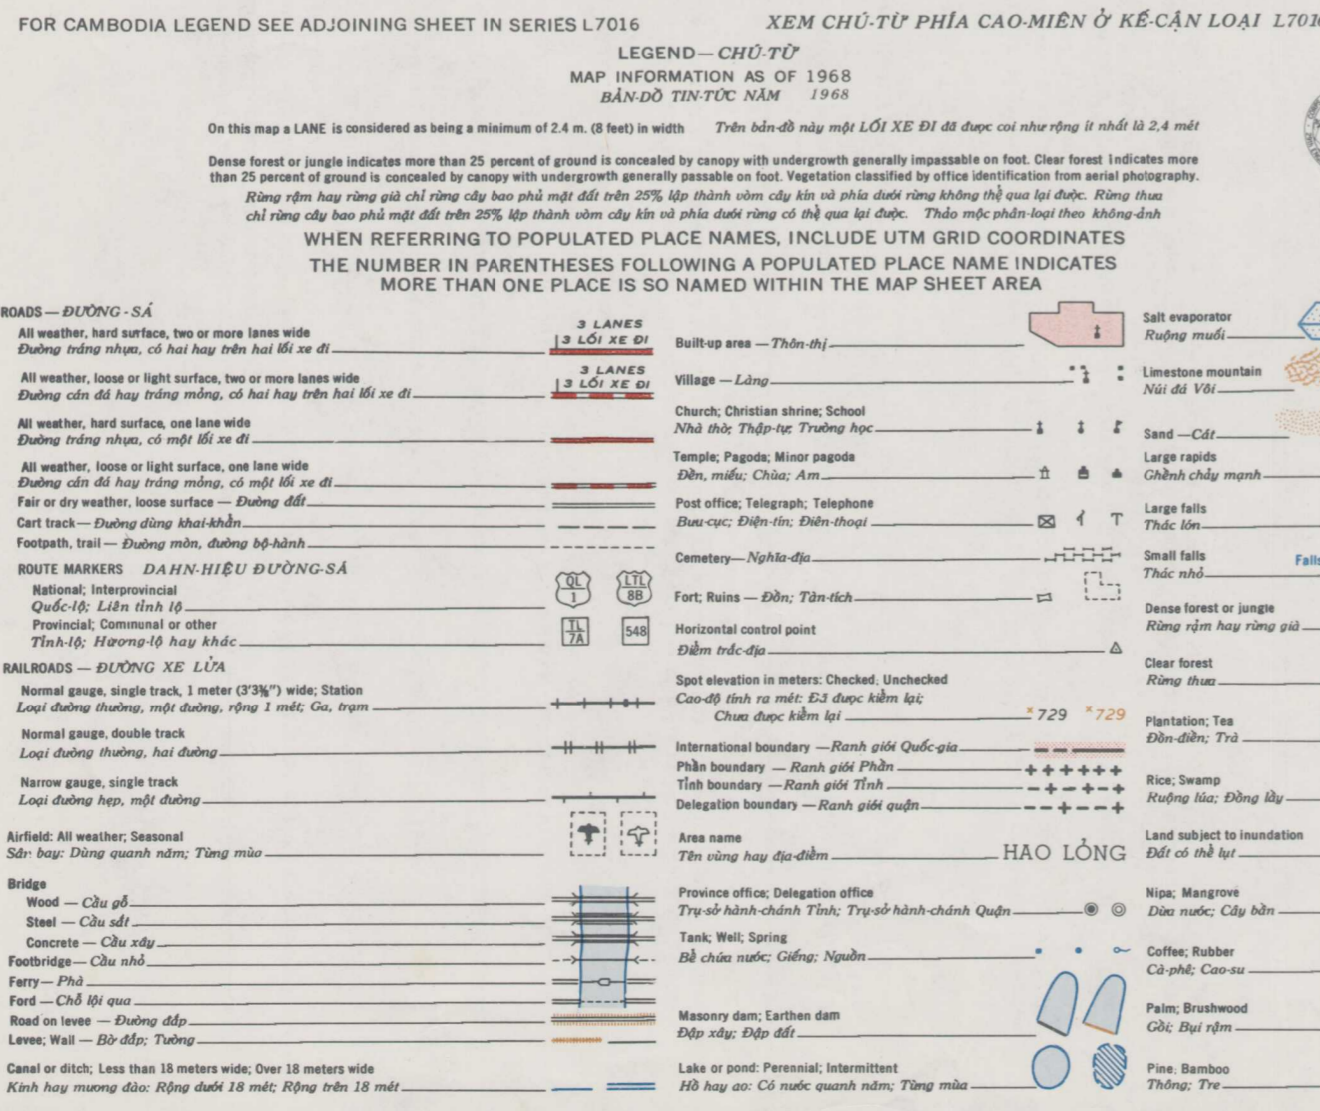 FOR CAMBODIA LEGEND SEE ADJOINING SHEET IN SERIES L7016
XEM CHÚ-TỪ PHÍA CAO-MIÊN Ở KẾ-CẬN LOẠI L701
LEGEND—CHÚ-TỪ
MAP INFORMATION AS OF 1968
BẢN-ĐỒ TIN-TỨC NĂM 1968
On this map a LANE is considered as being a minimum of 2.4 m. (8 feet) in width Trên bản-đồ này một LỐI XE ĐI đã được coi như rộng ít nhất là 2,4 mét
Dense forest or jungle indicates more than 25 percent of ground is concealed by canopy with undergrowth generally impassable on foot. Clear forest Indicates more
than 25 percent of ground is concealed by canopy with undergrowth generally passable on foot. Vegetation classified by office identification from aerial photography.
Rừng rậm hay rừng già chỉ rừng cây bao phủ mặt đất trên 25% lập thành vòm cây kín và phía dưới rừng không thể qua lại được. Rừng thưa
chỉ rừng cây bao phủ mặt đất trên 25% lập thành vòm cây kín và phía dưới rừng có thể qua lại được. Thảo mộc phân-loại theo không-ảnh
WHEN REFERRING TO POPULATED PLACE NAMES, INCLUDE UTM GRID COORDINATES
THE NUMBER IN PARENTHESES FOLLOWING A POPULATED PLACE NAME INDICATES
MORE THAN ONE PLACE IS SO NAMED WITHIN THE MAP SHEET AREA
ROADS—ĐƯỜNG-SÁ
All weather, hard surface, two or more lanes wide
Đường tráng nhựa, có hai hay trên hai lối xe đi
3 LANES
3 LỐI XE ĐI
All weather, loose or light surface, two or more lanes wide
Đường cán đá hay tráng mỏng, có hai hay trên hai lối xe đi
3 LANES
3 LỐI XE ĐI
All weather, hard surface, one lane wide
Đường tráng nhựa, có một lối xe đi
All weather, loose or light surface, one lane wide
Đường cán đá hay tráng mỏng, có một lối xe đi
Fair or dry weather, loose surface — Đường đất
Cart track—Đường dùng khai-khẩn
Footpath, trail — Đường mòn, đường bộ-hành
ROUTE MARKERS DAHN-HIỆU ĐƯỜNG-SÁ
National; Interprovincial
Quốc-lộ; Liên tỉnh lộ
QL
1
LTL
8B
Provincial; Communal or other
Tỉnh-lộ; Hương-lộ hay khác
TL
7A
548
RAILROADS — ĐƯỜNG XE LỬA
Normal gauge, single track, 1 meter (3'3⅜") wide; Station
Loại đường thường, một đường, rộng 1 mét; Ga, trạm
Normal gauge, double track
Loại đường thường, hai đường
Narrow gauge, single track
Loại đường hẹp, một đường
Airfield: All weather; Seasonal
Sân bay: Dùng quanh năm; Từng mùa
Bridge
Wood — Cầu gỗ
Steel — Cầu sắt
Concrete — Cầu xây
Footbridge—Cầu nhỏ
Ferry—Phà
Ford—Chỗ lội qua
Road on levee — Đường đắp
Levee; Wall — Bờ đắp; Tường
Canal or ditch; Less than 18 meters wide; Over 18 meters wide
Kinh hay mương đào: Rộng dưới 18 mét; Rộng trên 18 mét
Built-up area — Thôn-thị
Village —Làng
Church; Christian shrine; School
Nhà thờ; Thập-tự; Trường học
Temple; Pagoda; Minor pagoda
Đền, miếu; Chùa; Am
Post office; Telegraph; Telephone
Bưu-cục; Điện-tín; Điên-thoại
Cemetery—Nghĩa-địa
Fort; Ruins — Đồn; Tàn-tích
Horizontal control point
Điểm trắc-địa
Spot elevation in meters: Checked; Unchecked
Cao-độ tính ra mét: Đã được kiểm lại;
Chưa được kiểm lại
×729 ×729
International boundary —Ranh giới Quốc-gia
Phần boundary — Ranh giới Phần
Tỉnh boundary —Ranh giới Tỉnh
Delegation boundary —Ranh giới quận
Area name
Tên vùng hay địa-điểm
HAO LỎNG
Province office; Delegation office
Trụ-sở hành-chánh Tỉnh; Trụ-sở hành-chánh Quận
Tank; Well; Spring
Bể chứa nước; Giếng; Nguồn
Masonry dam; Earthen dam
Đập xây; Đập đất
Lake or pond: Perennial; Intermittent
Hồ hay ao: Có nước quanh năm; Từng mùa
Salt evaporator
Ruộng muối
Limestone mountain
Núi đá Vôi
Sand —Cát
Large rapids
Ghềnh chảy mạnh
Large falls
Thác lớn
Small falls
Thác nhỏ
Falls
Dense forest or jungle
Rừng rậm hay rừng già
Clear forest
Rừng thưa
Plantation; Tea
Đồn-điền; Trà
Rice; Swamp
Ruộng lúa; Đồng lầy
Land subject to inundation
Đất có thể lụt
Nipa; Mangrove
Dừa nước; Cây bần
Coffee; Rubber
Cà-phê; Cao-su
Palm; Brushwood
Gồi; Bụi rậm
Pine; Bamboo
Thông; Tre